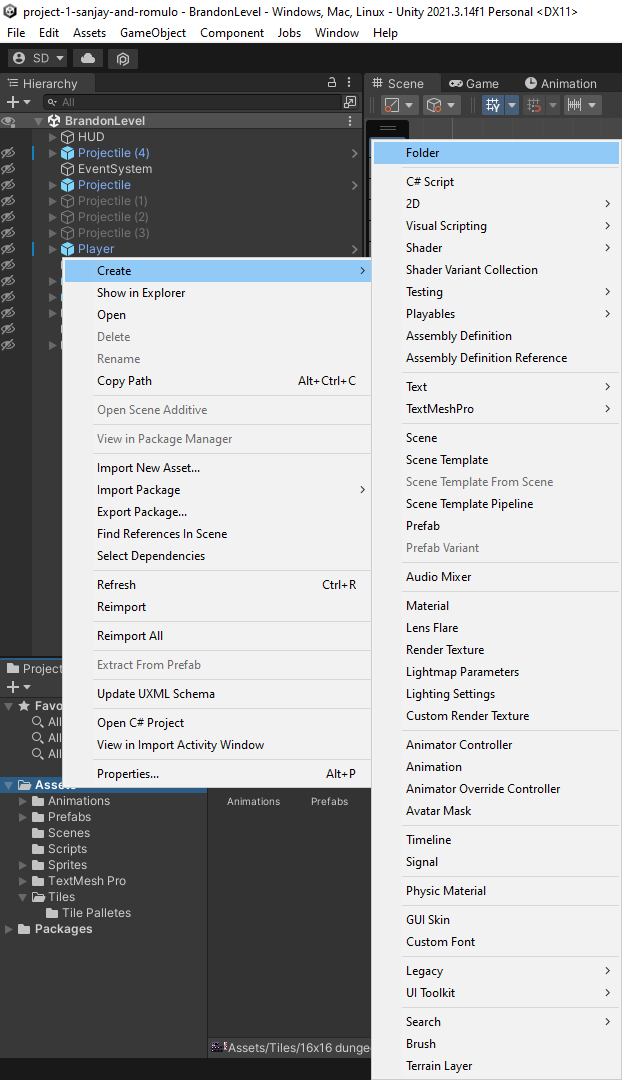 project-1-sanjay-and-romulo - BrandonLevel - Windows, Mac, Linux - Unity 2021.3.14f1 Personal <DX11>
File Edit Assets GameObject Component Jobs Window Help
SD
Hierarchy
All
BrandonLevel
HUD
Projectile (4)
EventSystem
Projectile
Projectile (1)
Projectile (2)
Projectile (3)
Player
Scene Game Animation
Create
Show in Explorer
Open
Delete
Rename
Copy Path Alt+Ctrl+C
Open Scene Additive
View in Package Manager
Import New Asset...
Import Package
Export Package...
Find References In Scene
Select Dependencies
Refresh Ctrl+R
Reimport
Reimport All
Extract From Prefab
Update UXML Schema
Open C# Project
View in Import Activity Window
Properties... Alt+P
Folder
C# Script
2D
Visual Scripting
Shader
Shader Variant Collection
Testing
Playables
Assembly Definition
Assembly Definition Reference
Text
TextMeshPro
Scene
Scene Template
Scene Template From Scene
Scene Template Pipeline
Prefab
Prefab Variant
Audio Mixer
Material
Lens Flare
Render Texture
Lightmap Parameters
Lighting Settings
Custom Render Texture
Animator Controller
Animation
Animator Override Controller
Avatar Mask
Timeline
Signal
Physic Material
GUI Skin
Custom Font
Legacy
UI Toolkit
Search
Brush
Terrain Layer
Project
Favo
All
All
All
Assets
Animations
Prefabs
Scenes
Scripts
Sprites
TextMesh Pro
Tiles
Tile Palletes
Packages
Animations Prefabs
Assets/Tiles/16x16 dunge